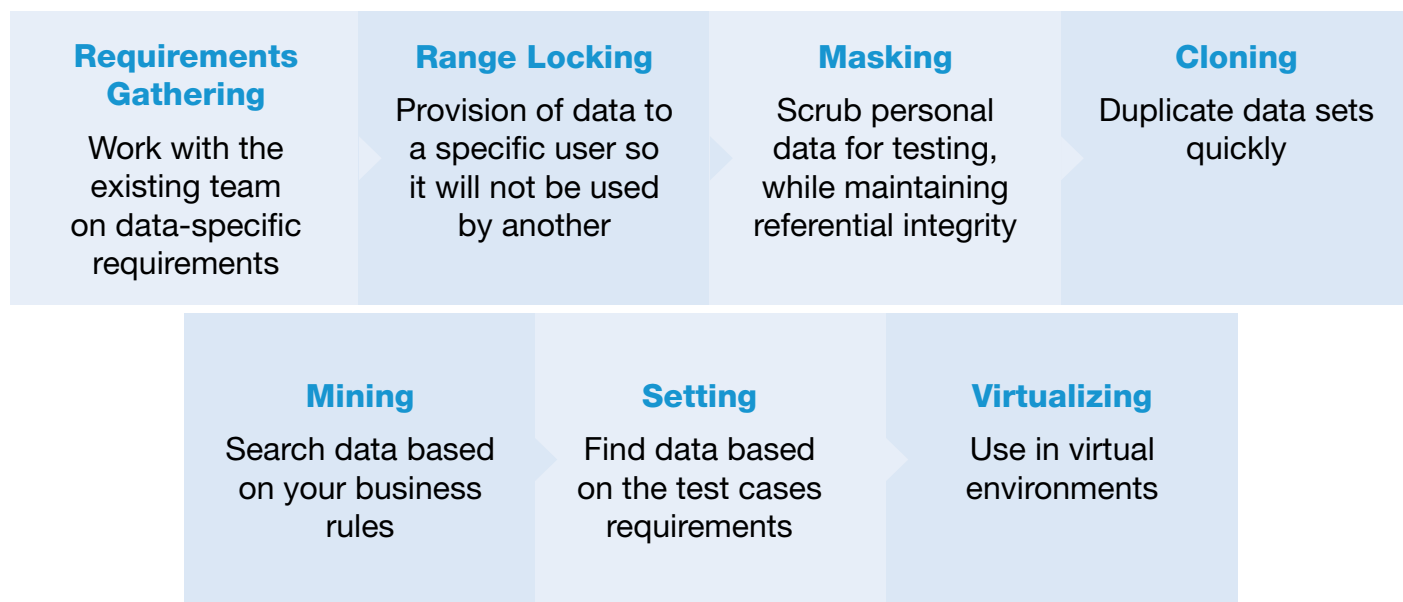 Requirements
Gathering
Work with the
existing team
on data-specific
requirements
Range Locking
Provision of data to
a specific user so
it will not be used
by another
Masking
Scrub personal
data for testing,
while maintaining
referential integrity
Cloning
Duplicate data sets
quickly
Mining
Search data based
on your business
rules
Setting
Find data based
on the test cases
requirements
Virtualizing
Use in virtual
environments